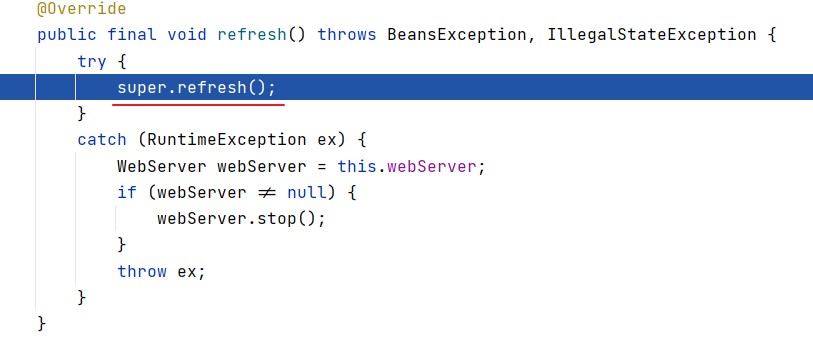 @Override
public final void refresh() throws BeansException, IllegalStateException {
    try {
        super.refresh();
    }
    catch (RuntimeException ex) {
        WebServer webServer = this.webServer;
        if (webServer ≠ null) {
            webServer.stop();
        }
        throw ex;
    }
}